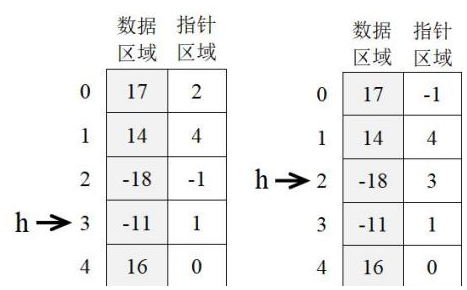 数据 指针
区域 区域
0 17 2
1 14 4
2 -18 -1
h 3 -11 1
4 16 0
数据 指针
区域 区域
0 17 -1
1 14 4
h 2 -18 3
3 -11 1
4 16 0